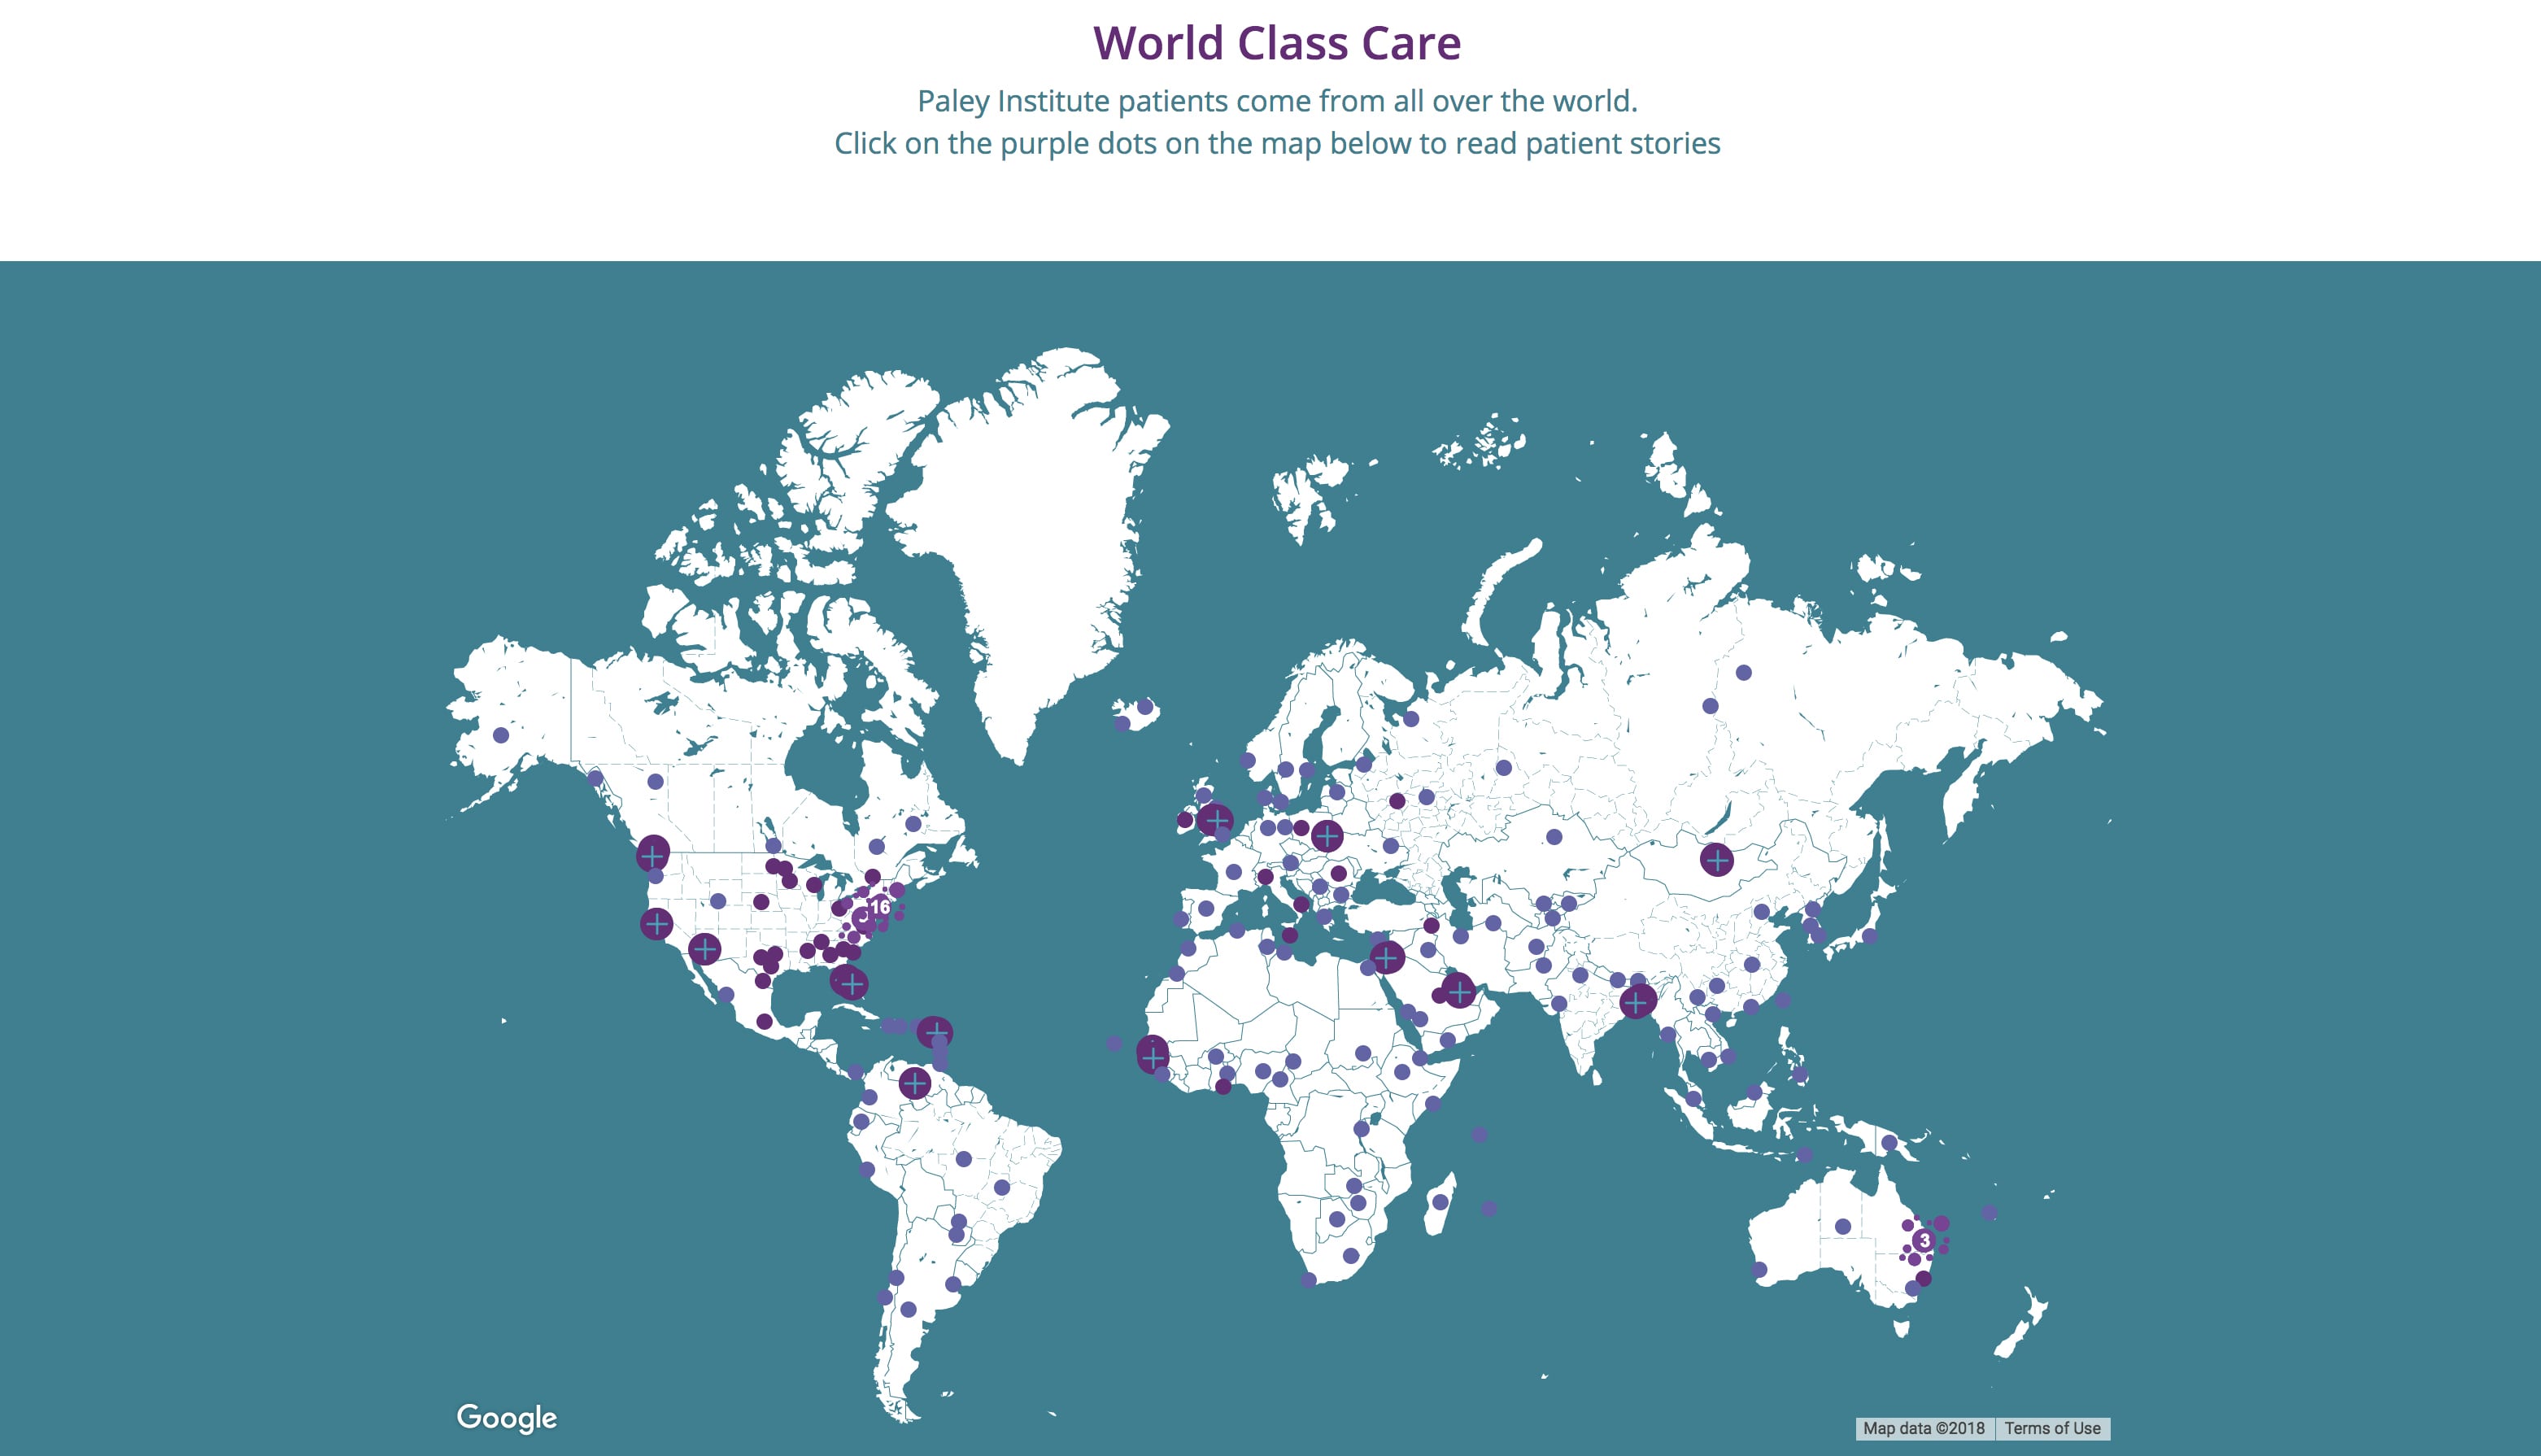 World Class Care
Paley Institute patients come from all over the world.
Click on the purple dots on the map below to read patient stories
16
3
Google
Map data ©2018
Terms of Use